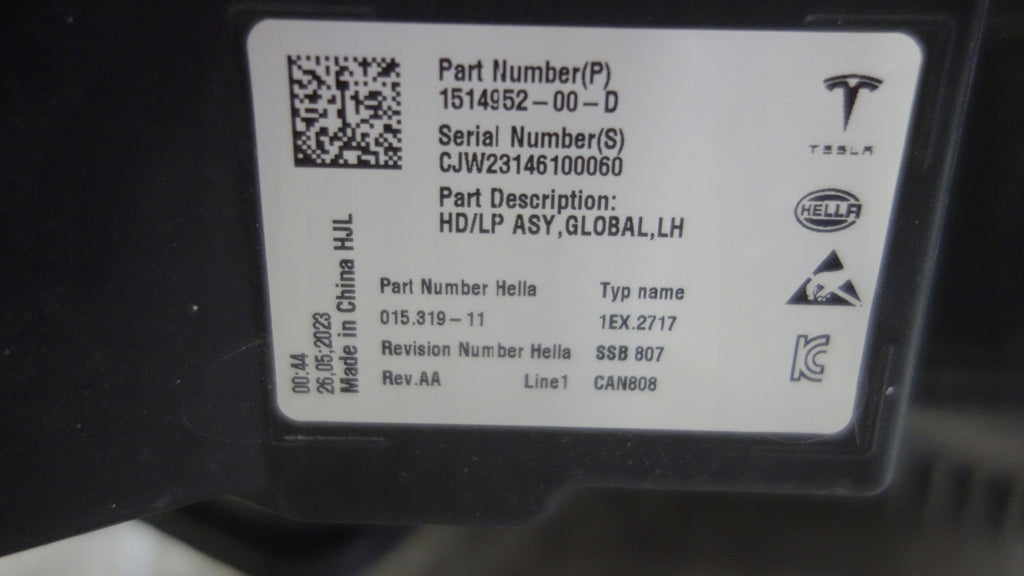 Part Number(P)
1514952-00-D
Serial Number(S)
CJW23146100060
Part Description:
HD/LP ASY,GLOBAL,LH
TESLA
HELLA
00:44
26,05;2023
Made in China HJL
Part Number Hella
Typ name
015.319-11
1EX.2717
Revision Number Hella
SSB 807
Rev.AA
Line1
CAN808